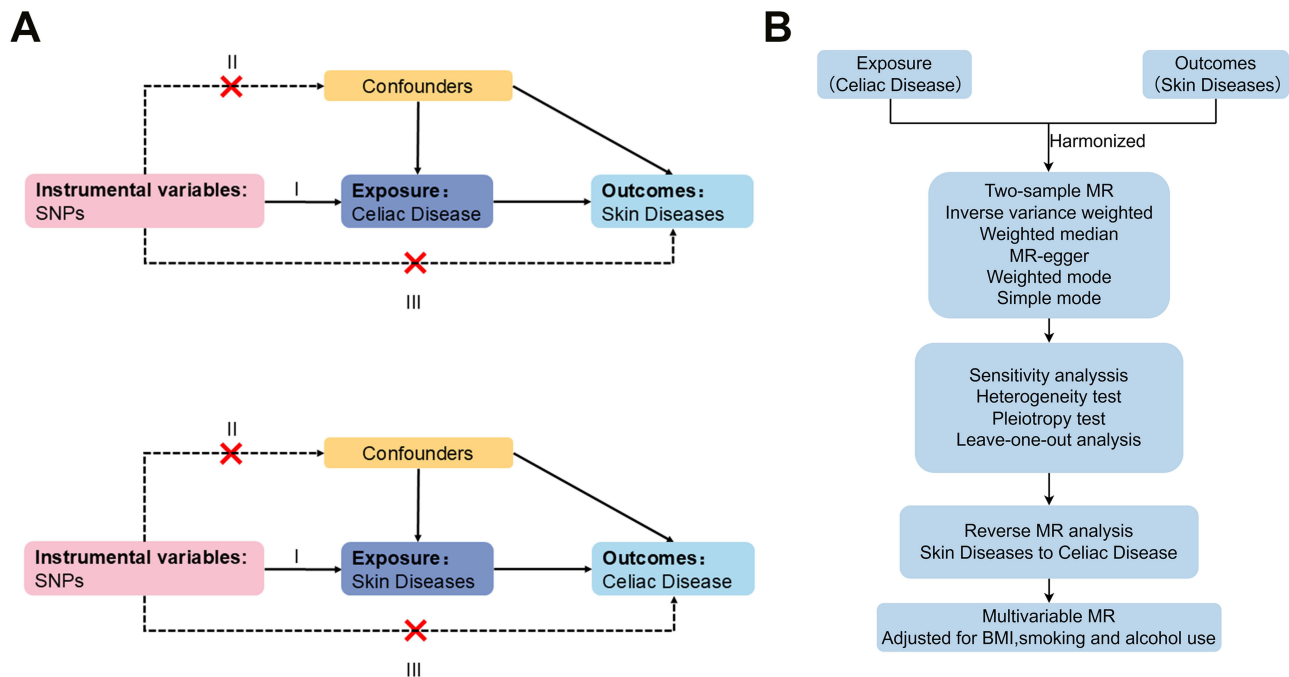 A
II
Confounders
Instrumental variables:
SNPs
I
Exposure:
Celiac Disease
Outcomes:
Skin Diseases
III
II
Confounders
Instrumental variables:
SNPs
I
Exposure:
Skin Diseases
Outcomes:
Celiac Disease
III
B
Exposure
(Celiac Disease)
Outcomes
(Skin Diseases)
Harmonized
Two-sample MR
Inverse variance weighted
Weighted median
MR-egger
Weighted mode
Simple mode
Sensitivity analyssis
Heterogeneity test
Pleiotropy test
Leave-one-out analysis
Reverse MR analysis
Skin Diseases to Celiac Disease
Multivariable MR
Adjusted for BMI,smoking and alcohol use